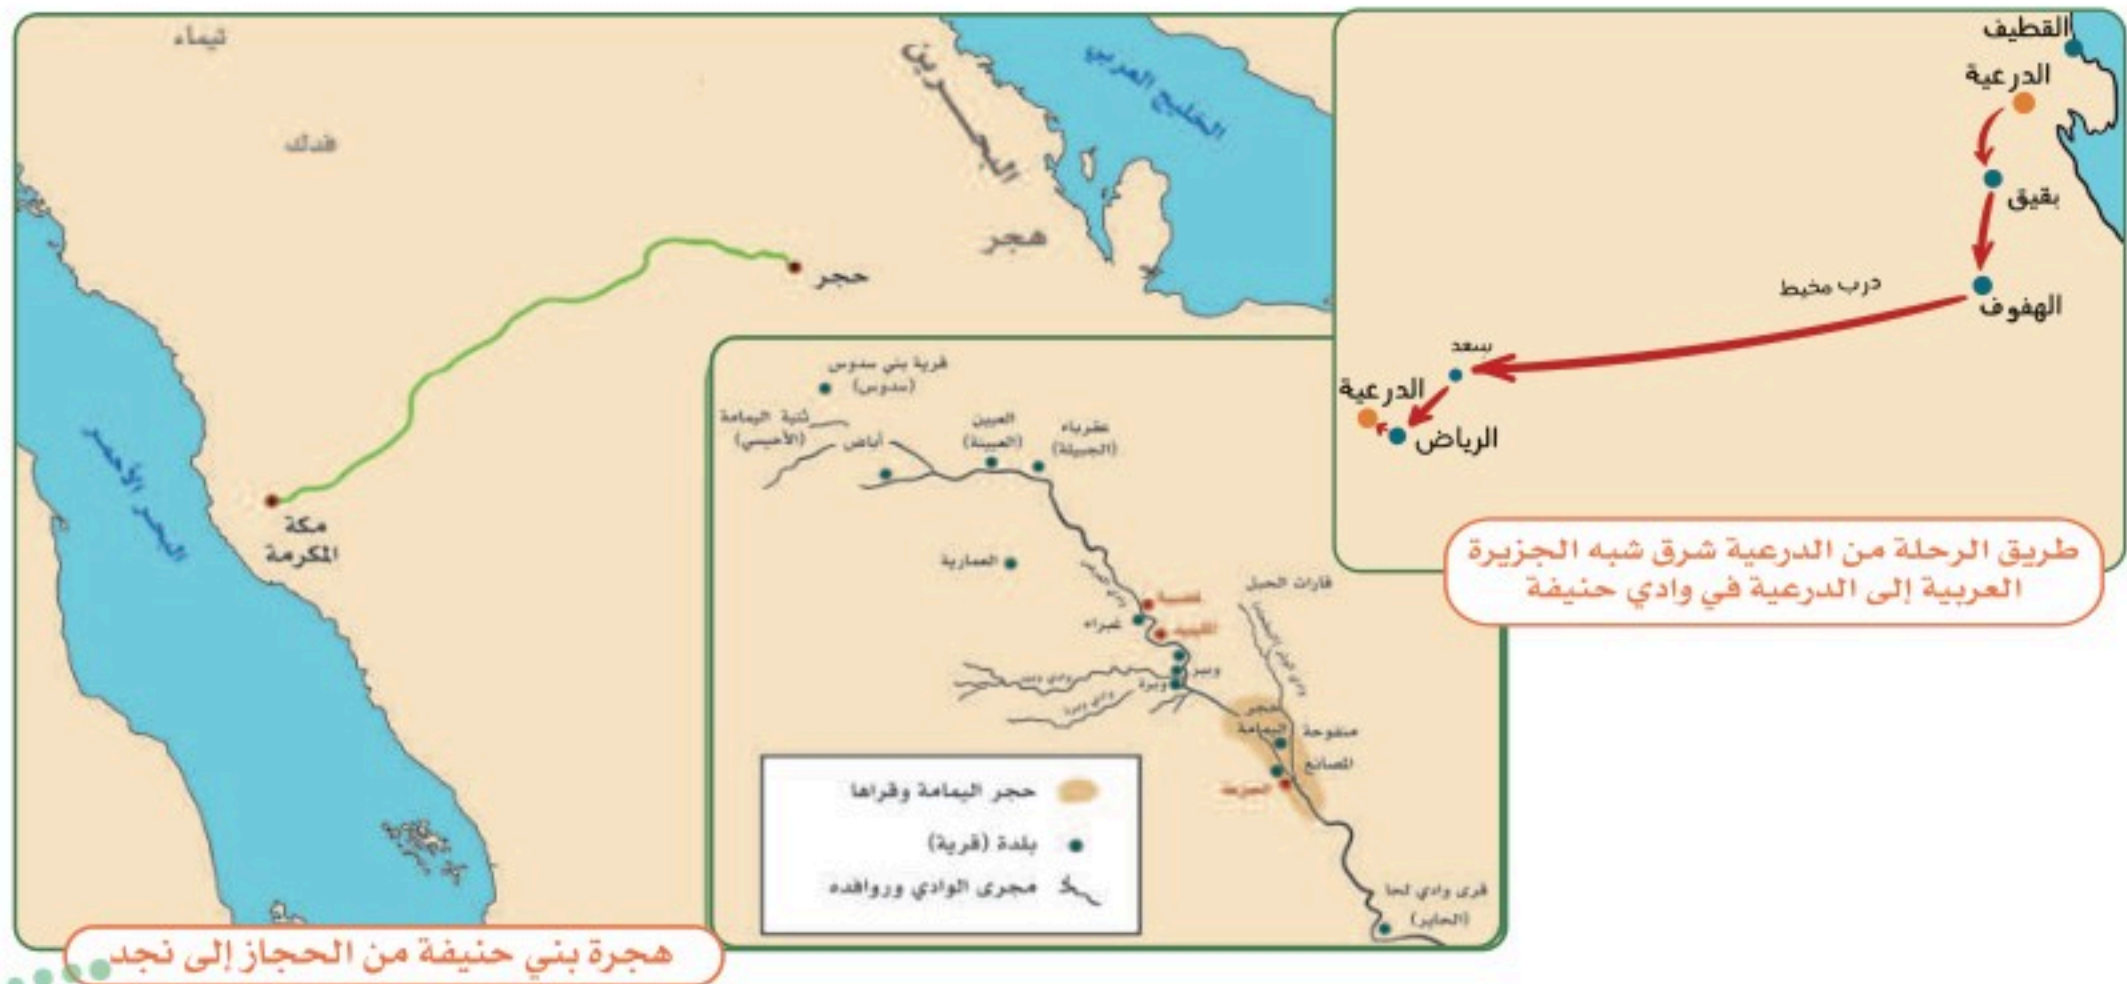 تيماء
فدك
البحرين
الخليج العربي
هجر
حجر
مكة
المكرمة
البحر الأحمر
هجرة بني حنيفة من الحجاز إلى نجد
القطيف
الدرعية
بقيق
الهفوف
درب مخيط
سعد
الدرعية
الرياض
طريق الرحلة من الدرعية شرق شبه الجزيرة
العربية إلى الدرعية في وادي حنيفة
قرية بني سدوس
(سدوس)
ثنية اليمامة
(الأحيسي)
أباض
العيين
(العيينة)
عقرباء
(الجبيلة)
العمارية
غبراء
قارات الحبل
وبير
وبرة
حجر
اليمامة
منفوحة
المصانع
قرى وادي لحا
(الحاير)
حجر اليمامة وقراها
بلدة (قرية)
مجرى الوادي وروافده